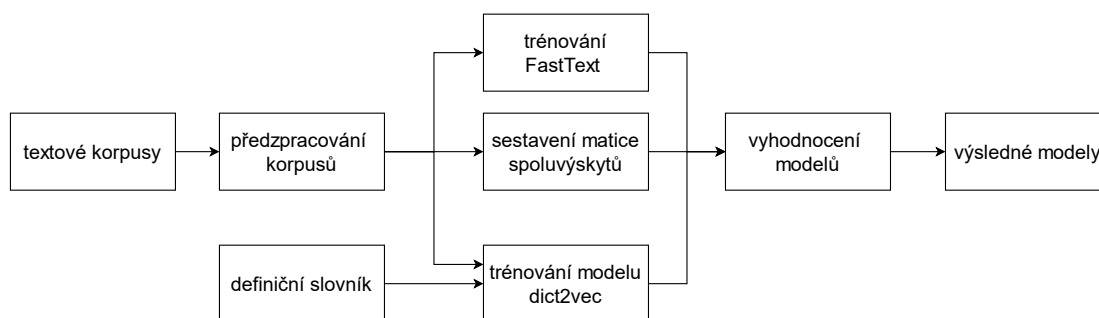 trénování
FastText
textové korpusy
předzpracování
korpusů
sestavení matice
spoluvýskytů
vyhodnocení
modelů
výsledné modely
definiční slovník
trénování modelu
dict2vec